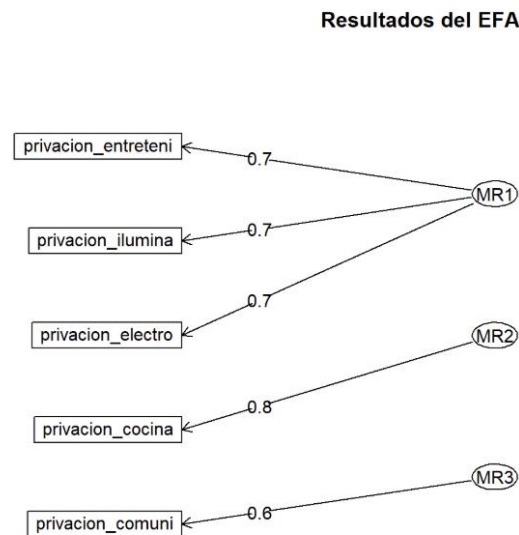 Resultados del EFA
privacion_entreteni
0.7
MR1
0.7
privacion_ilumina
0.7
privacion_electro
MR2
0.8
privacion_cocina
MR3
0.6
privacion_comuni